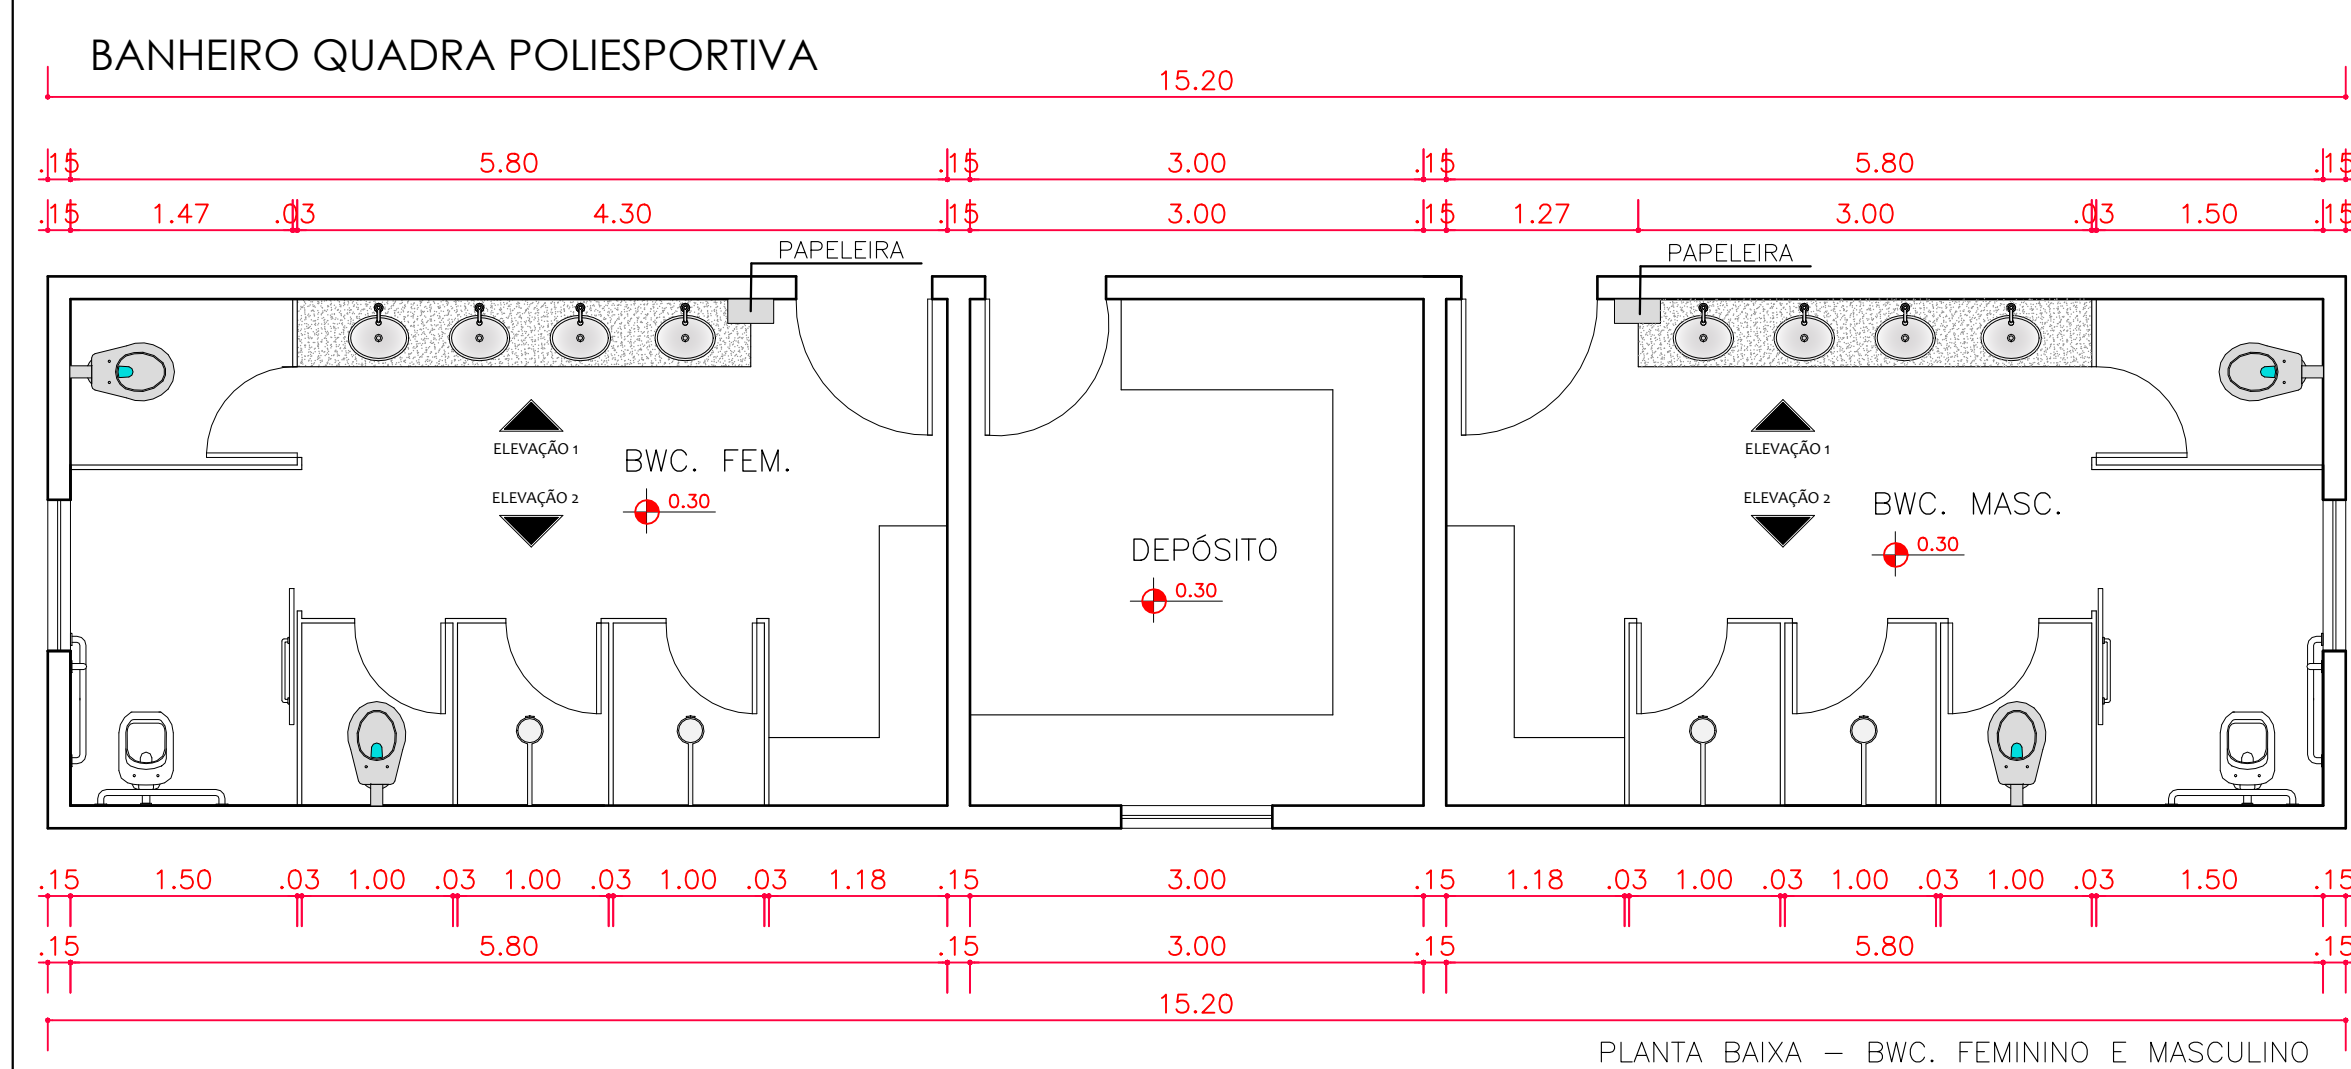 BANHEIRO QUADRA POLIESPORTIVA
15.20
.15 5.80 .15 3.00 .15 5.80 .15
.15 1.47 .03 4.30 .15 3.00 .15 1.27 3.00 .03 1.50 .15
PAPELEIRA PAPELEIRA
ELEVAÇÃO 1 ELEVAÇÃO 1
BWC. FEM.
ELEVAÇÃO 2 ELEVAÇÃO 2
0.30 BWC. MASC.
DEPÓSITO 0.30
0.30
.15 1.50 .03 1.00 .03 1.00 .03 1.00 .03 1.18 .15 3.00 .15 1.18 .03 1.00 .03 1.00 .03 1.00 .03 1.50 .15
.15 5.80 .15 3.00 .15 5.80 .15
15.20
PLANTA BAIXA – BWC. FEMININO E MASCULINO